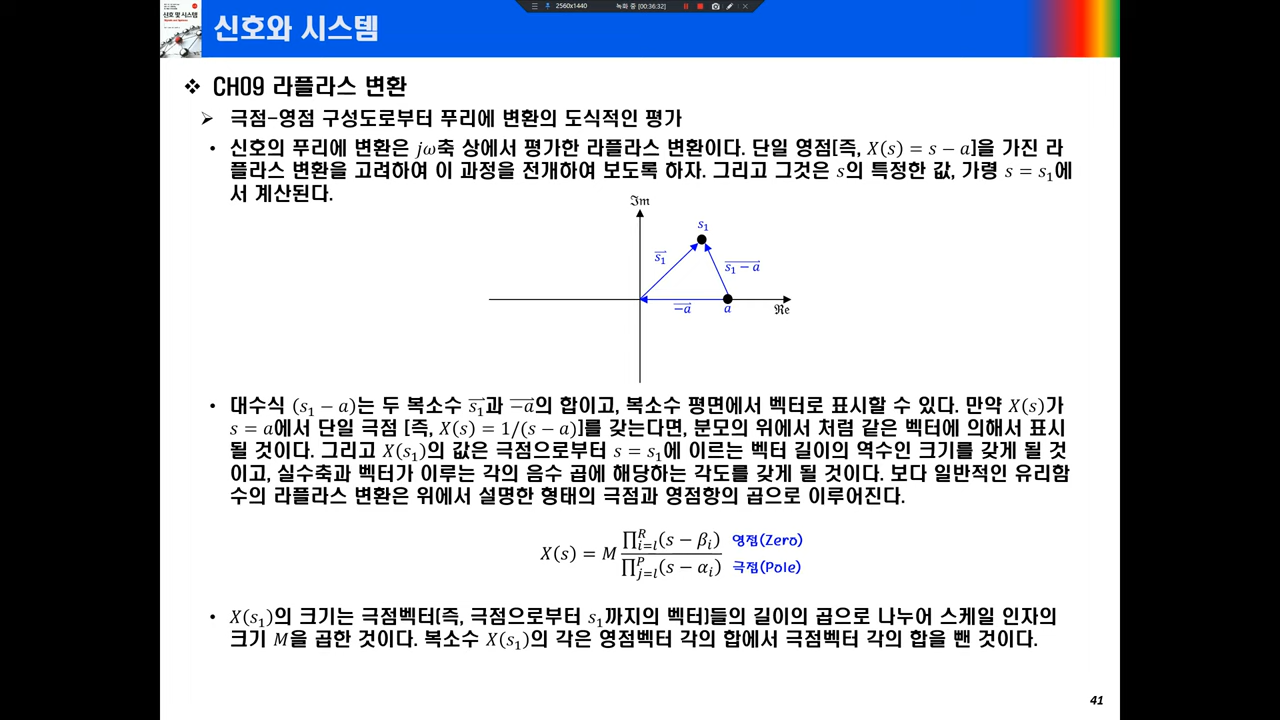 2560x1440
녹화 중 [00:36:32]
신호 및 시스템
신호와 시스템
❖ CH09 라플라스 변환
➢ 극점-영점 구성도로부터 푸리에 변환의 도식적인 평가
• 신호의 푸리에 변환은 jω축 상에서 평가한 라플라스 변환이다. 단일 영점[즉, X(s) = s − a]을 가진 라
플라스 변환을 고려하여 이 과정을 전개하여 보도록 하자. 그리고 그것은 s의 특정한 값, 가령 s = s₁에
서 계산된다.
ℑm
s₁
s₁→
s₁ − a→
−a→
a
ℜe
• 대수식 (s₁ − a)는 두 복소수 s₁→과 −a→의 합이고, 복소수 평면에서 벡터로 표시할 수 있다. 만약 X(s)가
s = a에서 단일 극점 [즉, X(s) = 1/(s − a)]를 갖는다면, 분모의 위에서 처럼 같은 벡터에 의해서 표시
될 것이다. 그리고 X(s₁)의 값은 극점으로부터 s = s₁에 이르는 벡터 길이의 역수인 크기를 갖게 될 것
이고, 실수축과 벡터가 이루는 각의 음수 곱에 해당하는 각도를 갖게 될 것이다. 보다 일반적인 유리함
수의 라플라스 변환은 위에서 설명한 형태의 극점과 영점항의 곱으로 이루어진다.
X(s) = M ∏ᵢ₌ₗᴿ(s − βᵢ) / ∏ⱼ₌ₗᴾ(s − αᵢ)
영점(Zero)
극점(Pole)
• X(s₁)의 크기는 극점벡터(즉, 극점으로부터 s₁까지의 벡터)들의 길이의 곱으로 나누어 스케일 인자의
크기 M을 곱한 것이다. 복소수 X(s₁)의 각은 영점벡터 각의 합에서 극점벡터 각의 합을 뺀 것이다.
41